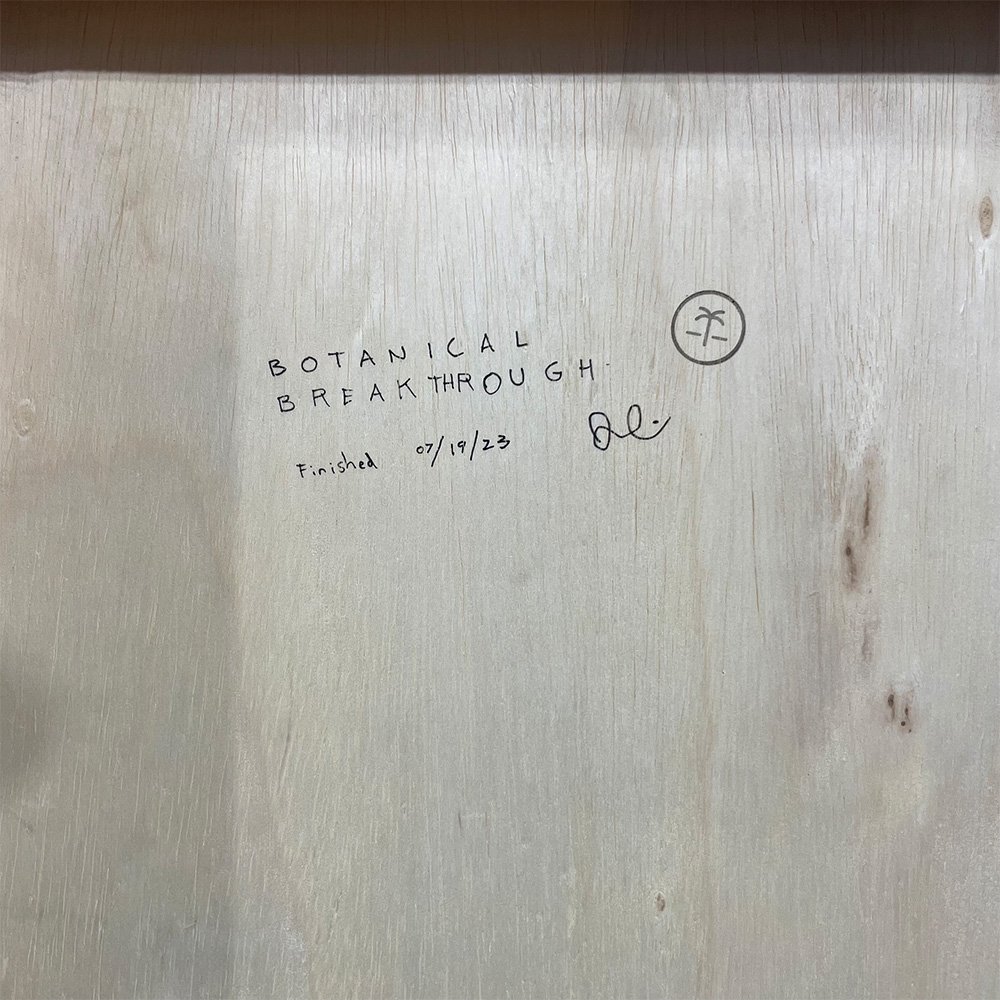 BOTANICAL
BREAKTHROUGH
Finished 07/19/23